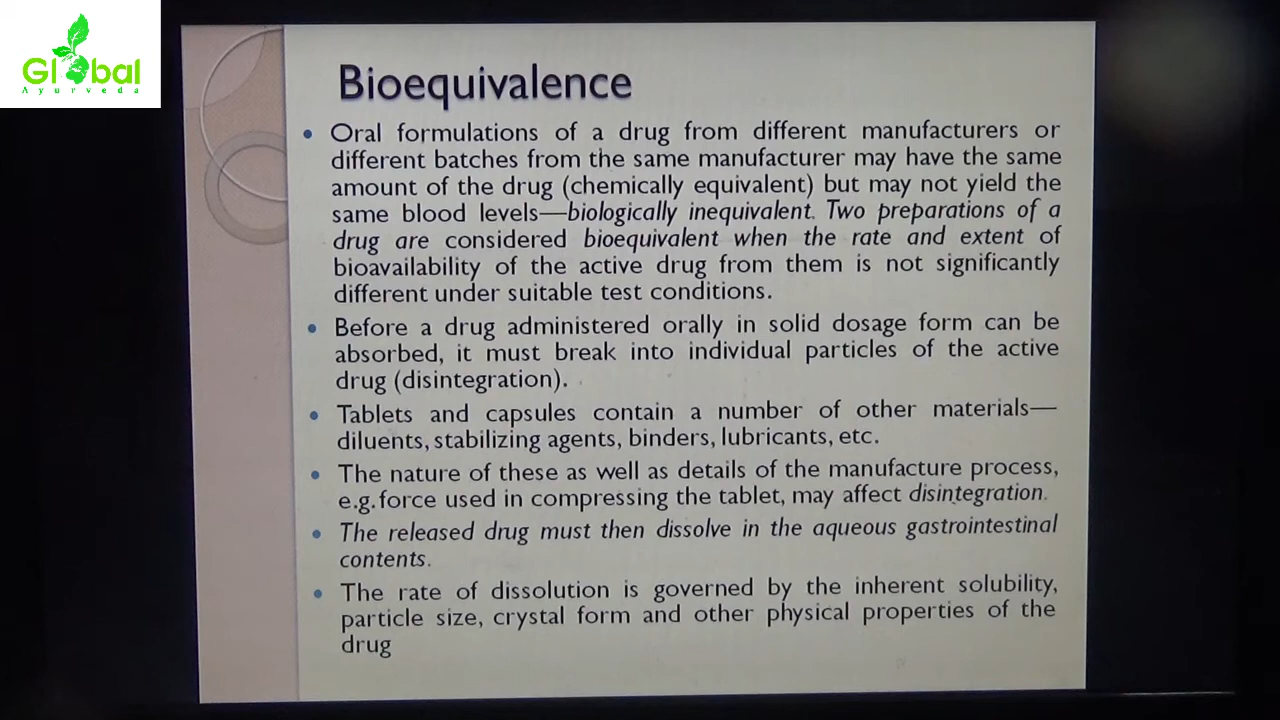 Global
Ayurveda
Bioequivalence
• Oral formulations of a drug from different manufacturers or
different batches from the same manufacturer may have the same
amount of the drug (chemically equivalent) but may not yield the
same blood levels—biologically inequivalent. Two preparations of a
drug are considered bioequivalent when the rate and extent of
bioavailability of the active drug from them is not significantly
different under suitable test conditions.
• Before a drug administered orally in solid dosage form can be
absorbed, it must break into individual particles of the active
drug (disintegration).
• Tablets and capsules contain a number of other materials—
diluents, stabilizing agents, binders, lubricants, etc.
• The nature of these as well as details of the manufacture process,
e.g. force used in compressing the tablet, may affect disintegration.
• The released drug must then dissolve in the aqueous gastrointestinal
contents.
• The rate of dissolution is governed by the inherent solubility,
particle size, crystal form and other physical properties of the
drug